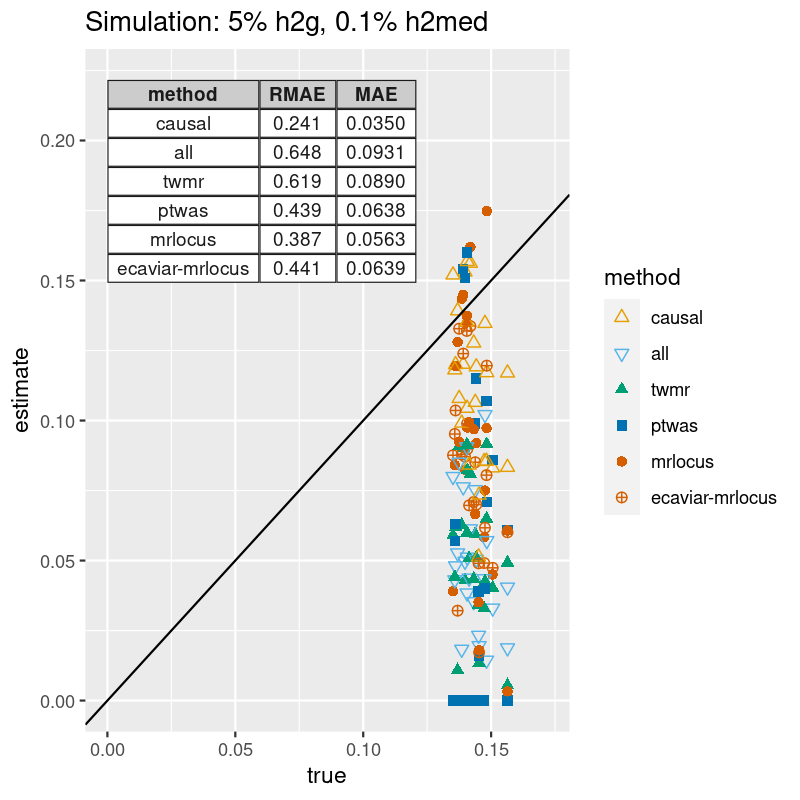 Simulation: 5% h2g, 0.1% h2med
method RMAE MAE
causal 0.241 0.0350
all 0.648 0.0931
twmr 0.619 0.0890
ptwas 0.439 0.0638
mrlocus 0.387 0.0563
ecaviar-mrlocus 0.441 0.0639
0.20
0.15
0.10
0.05
0.00
estimate
0.00 0.05 0.10 0.15
true
method
causal
all
twmr
ptwas
mrlocus
ecaviar-mrlocus